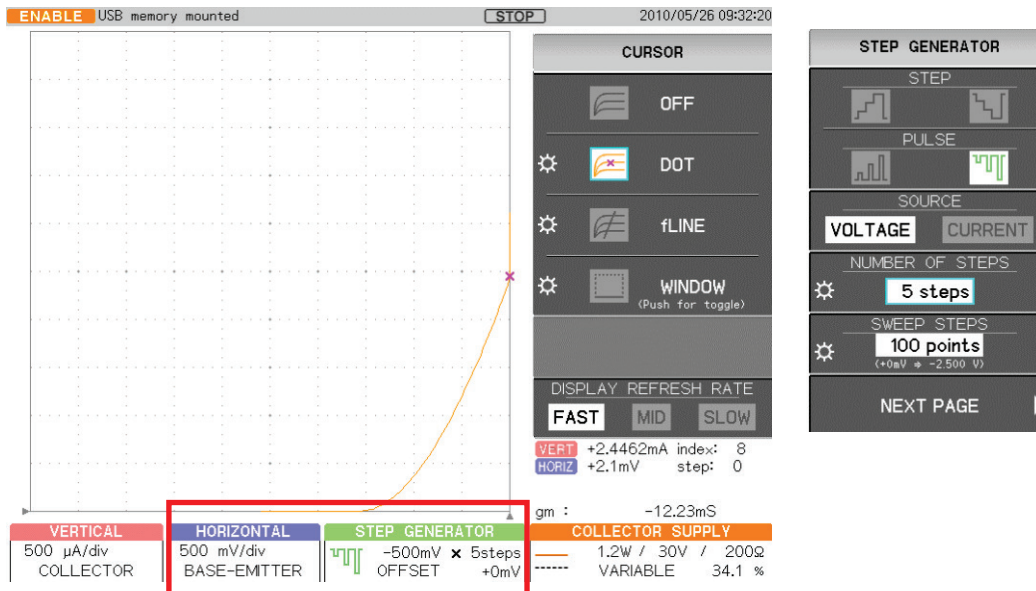 ENABLE USB memory mounted STOP 2010/05/26 09:32:20
CURSOR
OFF
DOT
fLINE
WINDOW
(Push for toggle)
DISPLAY REFRESH RATE
FAST MID SLOW
VERT +2.4462mA index: 8
HORIZ +2.1mV step: 0
gm : -12.23mS
VERTICAL
500 µA/div
COLLECTOR
HORIZONTAL
500 mV/div
BASE-EMITTER
STEP GENERATOR
-500mV × 5steps
OFFSET +0mV
COLLECTOR SUPPLY
1.2W / 30V / 200Ω
VARIABLE 34.1 %
STEP GENERATOR
STEP
PULSE
SOURCE
VOLTAGE CURRENT
NUMBER OF STEPS
5 steps
SWEEP STEPS
100 points
(+0mV ⇒ -2.500 V)
NEXT PAGE